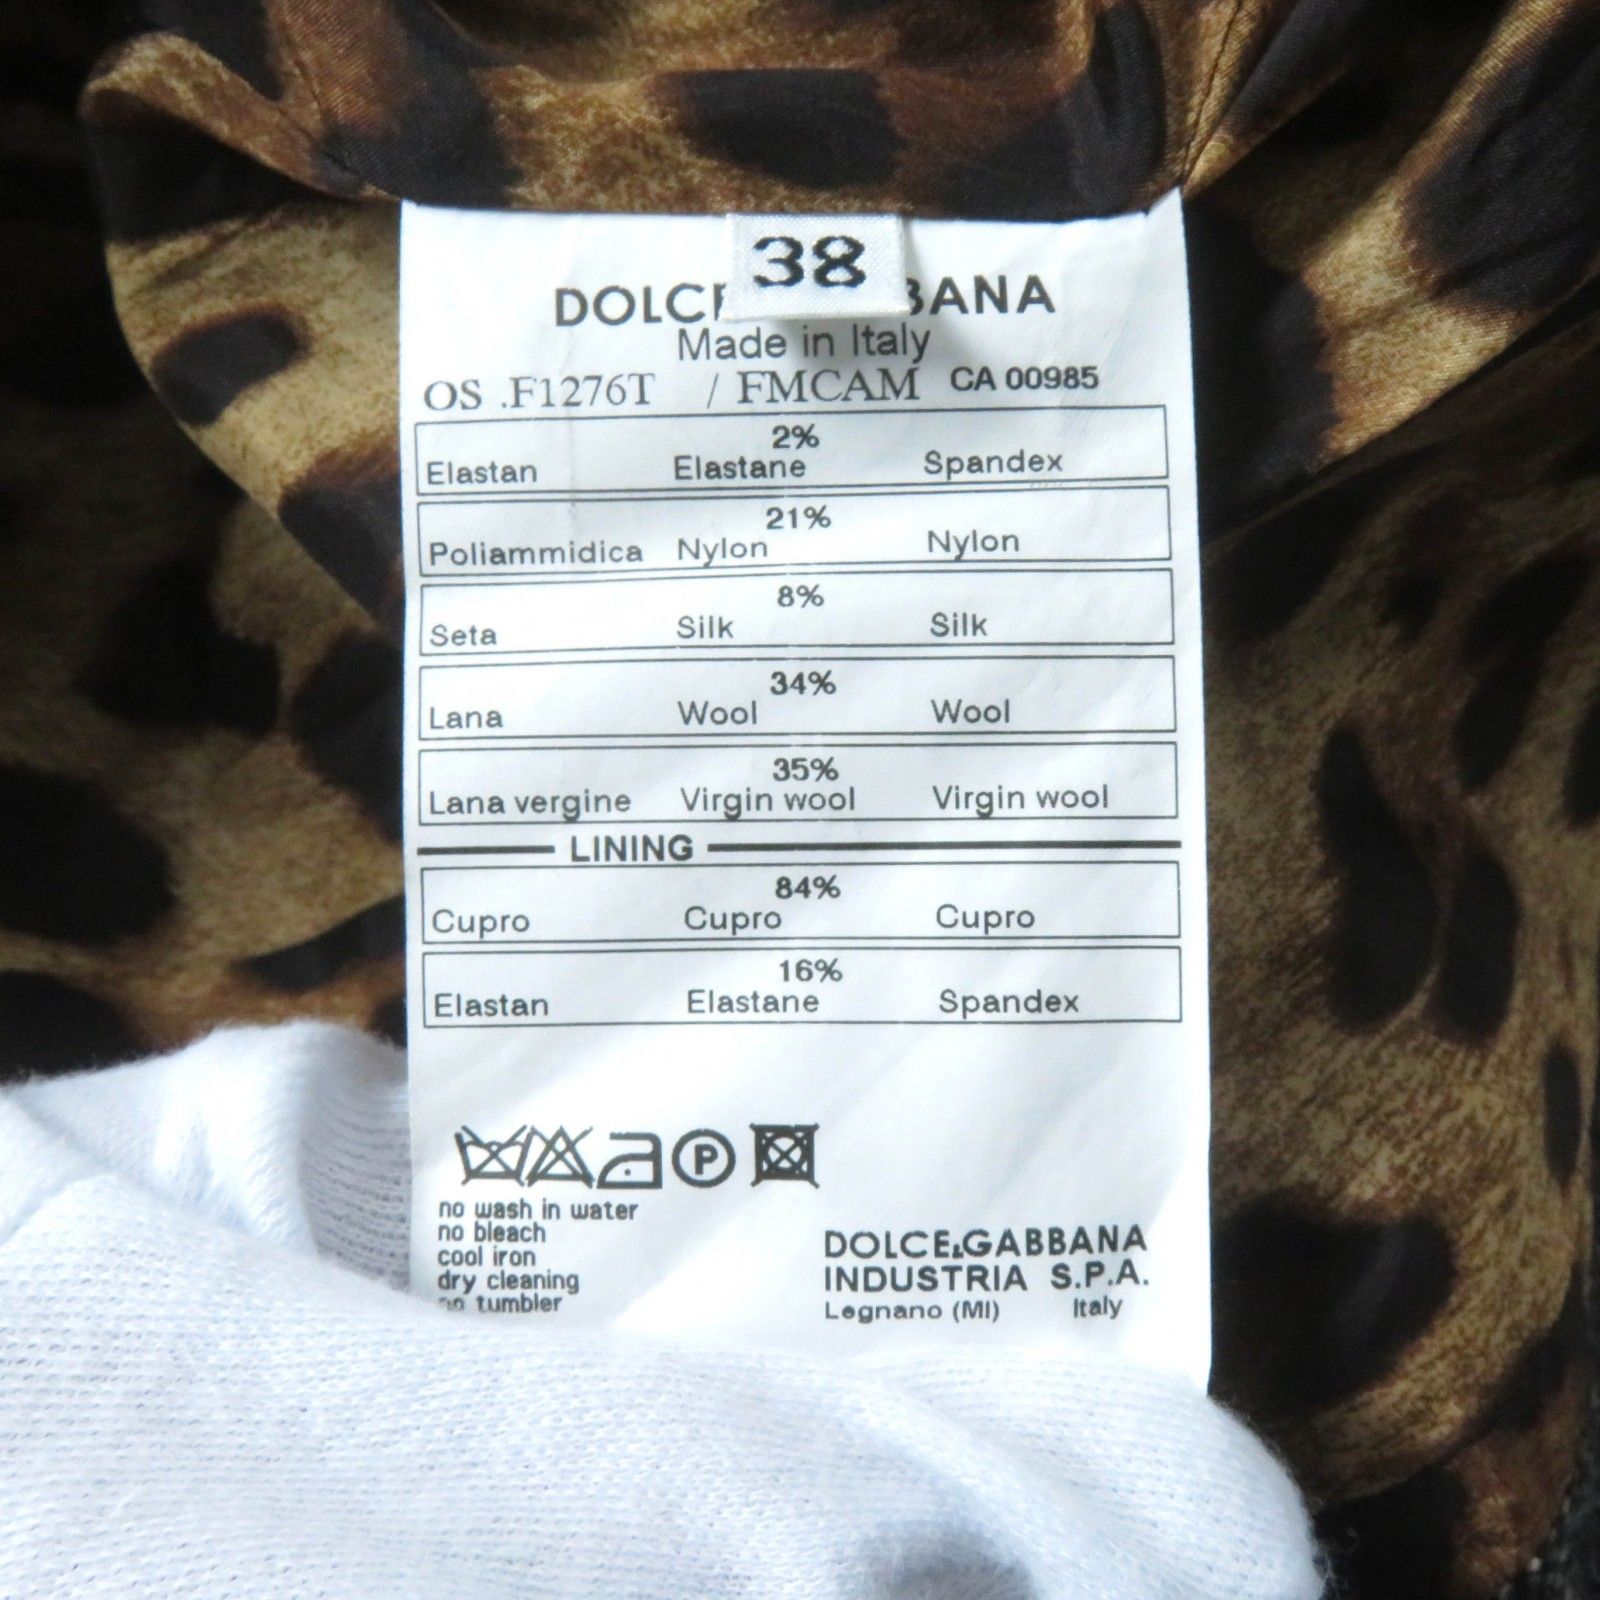 38
DOLC BANA
Made in Italy
OS .F1276T / FMCAM CA 00985
2%
Elastan Elastane Spandex
21%
Poliammidica Nylon Nylon
8%
Seta Silk Silk
34%
Lana Wool Wool
35%
Lana vergine Virgin wool Virgin wool
LINING
84%
Cupro Cupro Cupro
16%
Elastan Elastane Spandex
P
no wash in water
no bleach
cool iron
dry cleaning
no tumbler
DOLCE&GABBANA
INDUSTRIA S.P.A.
Legnano (MI) Italy